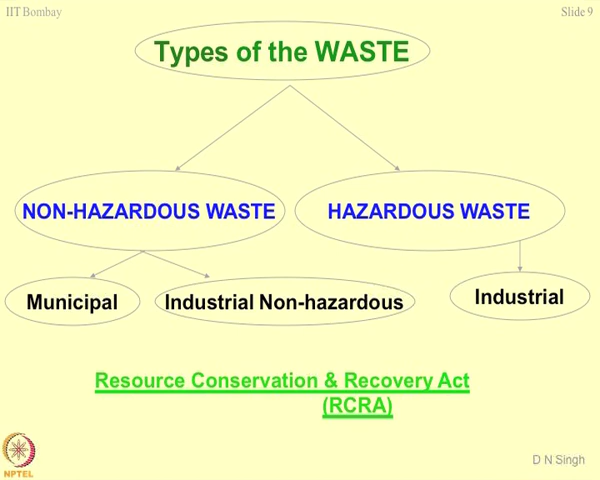 IIT Bombay
Slide 9
Types of the WASTE
NON-HAZARDOUS WASTE
HAZARDOUS WASTE
Municipal
Industrial Non-hazardous
Industrial
Resource Conservation & Recovery Act
(RCRA)
NPTEL
D N Singh